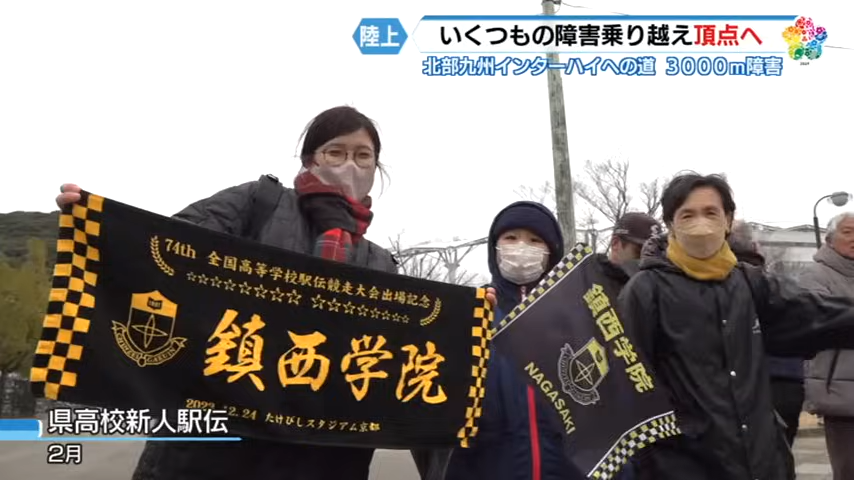 陸上
いくつもの障害乗り越え頂点へ
北部九州インターハイへの道 3000m障害
74th 全国高等学校駅伝競走大会出場記念
鎮西学院
12.24 たけびしスタジアム京都
鎮西学院
NAGASAKI
県高校新人駅伝
2月